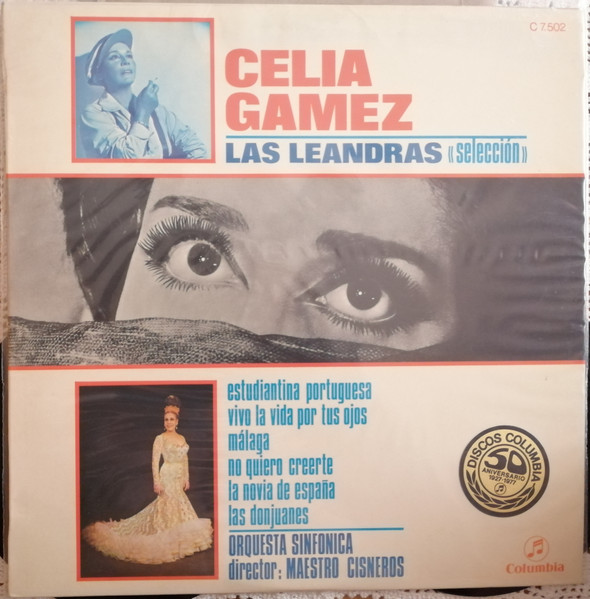 C 7.502
CELIA
GAMEZ
LAS LEANDRAS «selección»
estudiantina portuguesa
vivo la vida por tus ojos
málaga
no quiero creerte
la novia de españa
las donjuanes
ORQUESTA SINFONICA
director: MAESTRO CISNEROS
DISCOS COLUMBIA
50
ANIVERSARIO
1927-1977
Columbia